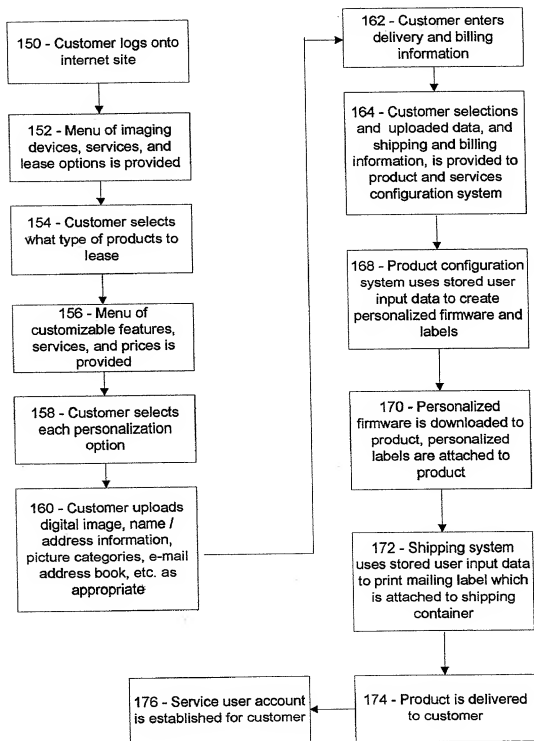 150 - Customer logs onto
internet site
152 - Menu of imaging
devices, services, and
lease options is provided
154 - Customer selects
what type of products to
lease
156 - Menu of
customizable features,
services, and prices is
provided
158 - Customer selects
each personalization
option
160 - Customer uploads
digital image, name /
address information,
picture categories, e-mail
address book, etc. as
appropriate
162 - Customer enters
delivery and billing
information
164 - Customer selections
and uploaded data, and
shipping and billing
information, is provided to
product and services
configuration system
168 - Product configuration
system uses stored user
input data to create
personalized firmware and
labels
170 - Personalized
firmware is downloaded to
product, personalized
labels are attached to
product
172 - Shipping system
uses stored user input data
to print mailing label which
is attached to shipping
container
174 - Product is delivered
to customer
176 - Service user account
is established for customer